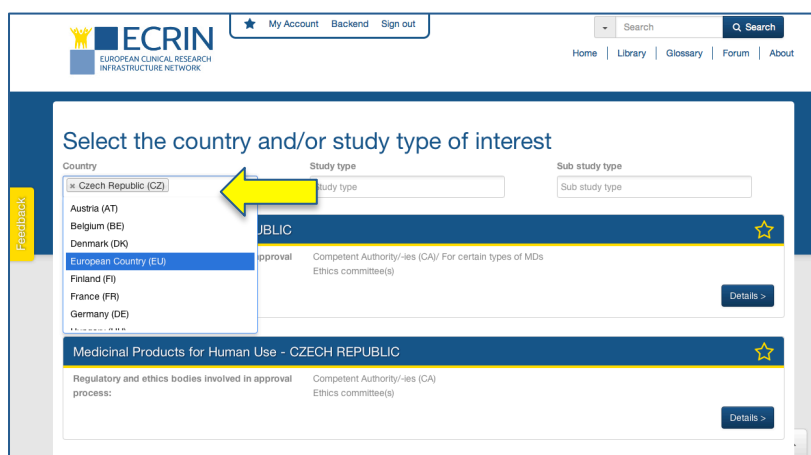 ECRIN
EUROPEAN CLINICAL RESEARCH
INFRASTRUCTURE NETWORK
My Account Backend Sign out
Search
Search
Home Library Glossary Forum About
Feedback
Select the country and/or study type of interest
Country
Study type
Sub study type
× Czech Republic (CZ)
Study type
Sub study type
Austria (AT)
Belgium (BE)
Denmark (DK)
European Country (EU)
Finland (FI)
France (FR)
Germany (DE)
Competent Authority/-ies (CA)/ For certain types of MDs
Ethics committee(s)
Details >
Medicinal Products for Human Use - CZECH REPUBLIC
Regulatory and ethics bodies involved in approval
process:
Competent Authority/-ies (CA)
Ethics committee(s)
Details >